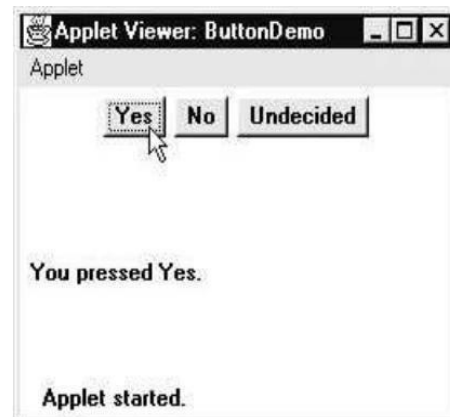 Applet Viewer: ButtonDemo
Applet
Yes No Undecided
You pressed Yes.
Applet started.